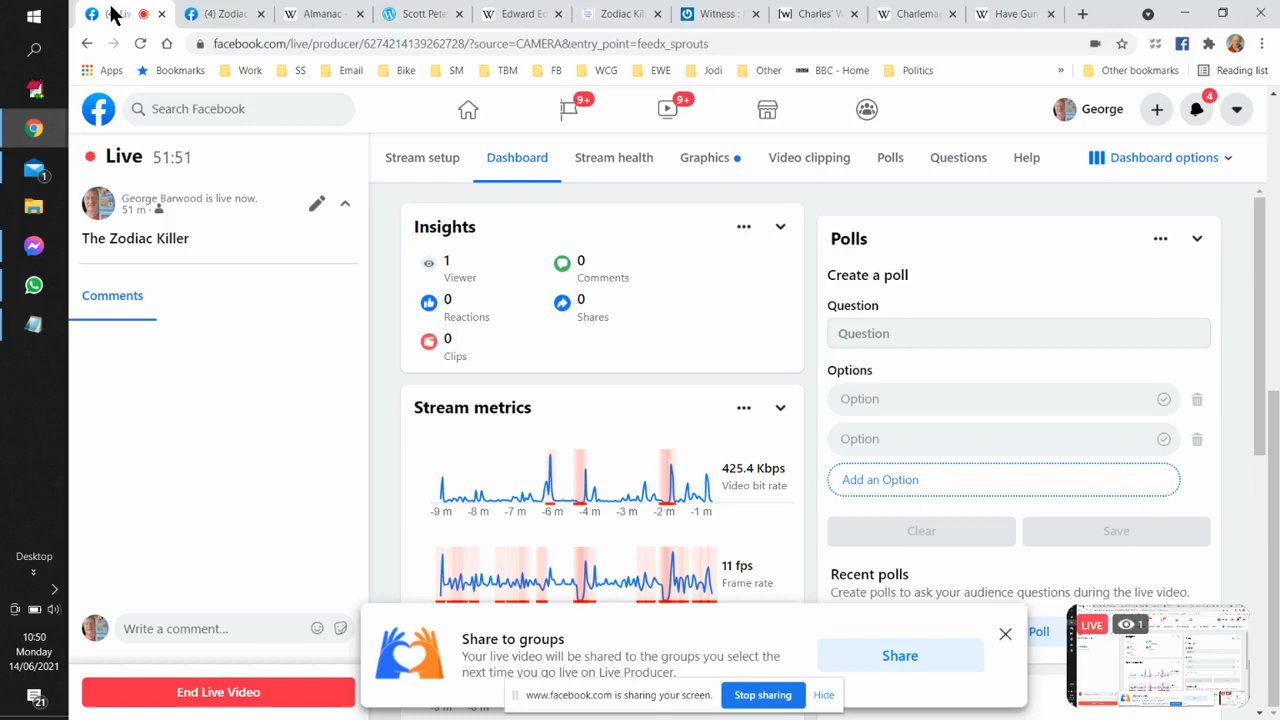 (4) Liv
(4) Zodiac
Almanac -
Scott Pete
Edward Ed
Zodiac Kill
Witness :
Charles' W
Charlemag
Have Gun
facebook.com/live/producer/6274214139262728/?source=CAMERA&entry_point=feedx_sprouts
Apps
Bookmarks
Work
SS
Email
Bike
SM
TBM
FB
WCG
EWE
Jodi
Other
BBC - Home
Politics
»
Other bookmarks
Reading list
Search Facebook
9+
9+
George
4
Live 51:51
Stream setup
Dashboard
Stream health
Graphics
Video clipping
Polls
Questions
Help
Dashboard options
George Barwood is live now.
51 m ·
The Zodiac Killer
Comments
Insights
1
Viewer
0
Comments
0
Reactions
0
Shares
0
Clips
Stream metrics
425.4 Kbps
Video bit rate
-9 m -8 m -7 m -6 m -5 m -4 m -3 m -2 m -1 m
11 fps
Frame rate
Polls
Create a poll
Question
Question
Options
Option
Option
Add an Option
Clear
Save
Recent polls
Create polls to ask your audience questions during the live video.
Poll
LIVE 1
Share to groups
Your live video will be shared to the groups you select the
next time you go live on Live Producer.
Share
www.facebook.com is sharing your screen.
Stop sharing
Hide
Write a comment...
End Live Video
1
Desktop
10:50
Monday
14/06/2021
21